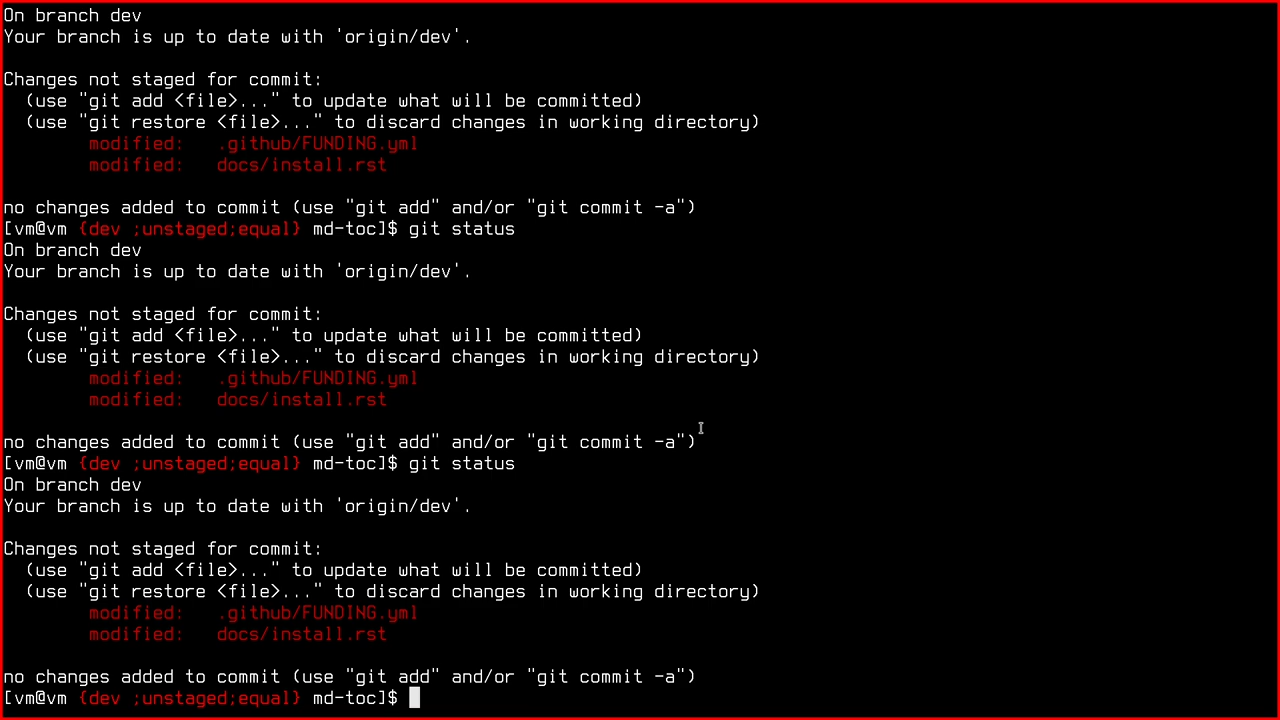 On branch dev
Your branch is up to date with 'origin/dev'.
Changes not staged for commit:
  (use "git add <file>..." to update what will be committed)
  (use "git restore <file>..." to discard changes in working directory)
        modified:   .github/FUNDING.yml
        modified:   docs/install.rst
no changes added to commit (use "git add" and/or "git commit -a")
[vm@vm {dev ;unstaged;equal} md-toc]$ git status
On branch dev
Your branch is up to date with 'origin/dev'.
Changes not staged for commit:
  (use "git add <file>..." to update what will be committed)
  (use "git restore <file>..." to discard changes in working directory)
        modified:   .github/FUNDING.yml
        modified:   docs/install.rst
no changes added to commit (use "git add" and/or "git commit -a")
[vm@vm {dev ;unstaged;equal} md-toc]$ git status
On branch dev
Your branch is up to date with 'origin/dev'.
Changes not staged for commit:
  (use "git add <file>..." to update what will be committed)
  (use "git restore <file>..." to discard changes in working directory)
        modified:   .github/FUNDING.yml
        modified:   docs/install.rst
no changes added to commit (use "git add" and/or "git commit -a")
[vm@vm {dev ;unstaged;equal} md-toc]$